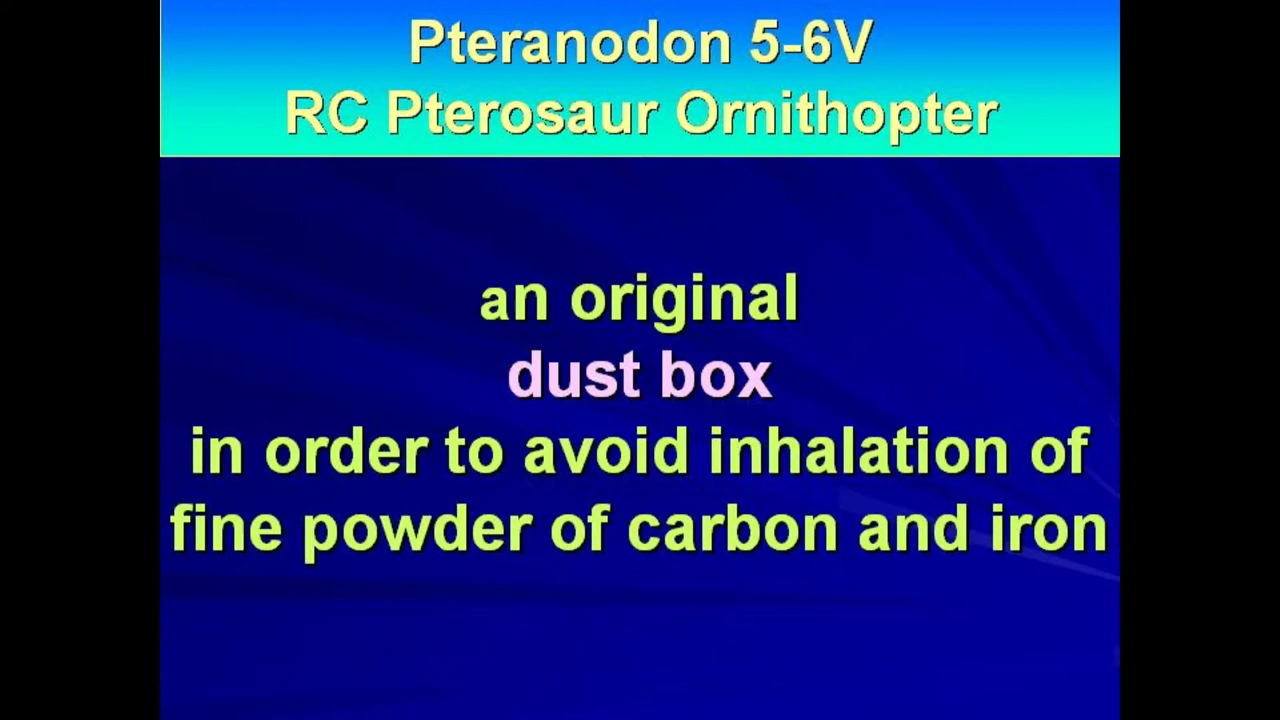 Pteranodon 5-6V
RC Pterosaur Ornithopter
an original
dust box
in order to avoid inhalation of
fine powder of carbon and iron